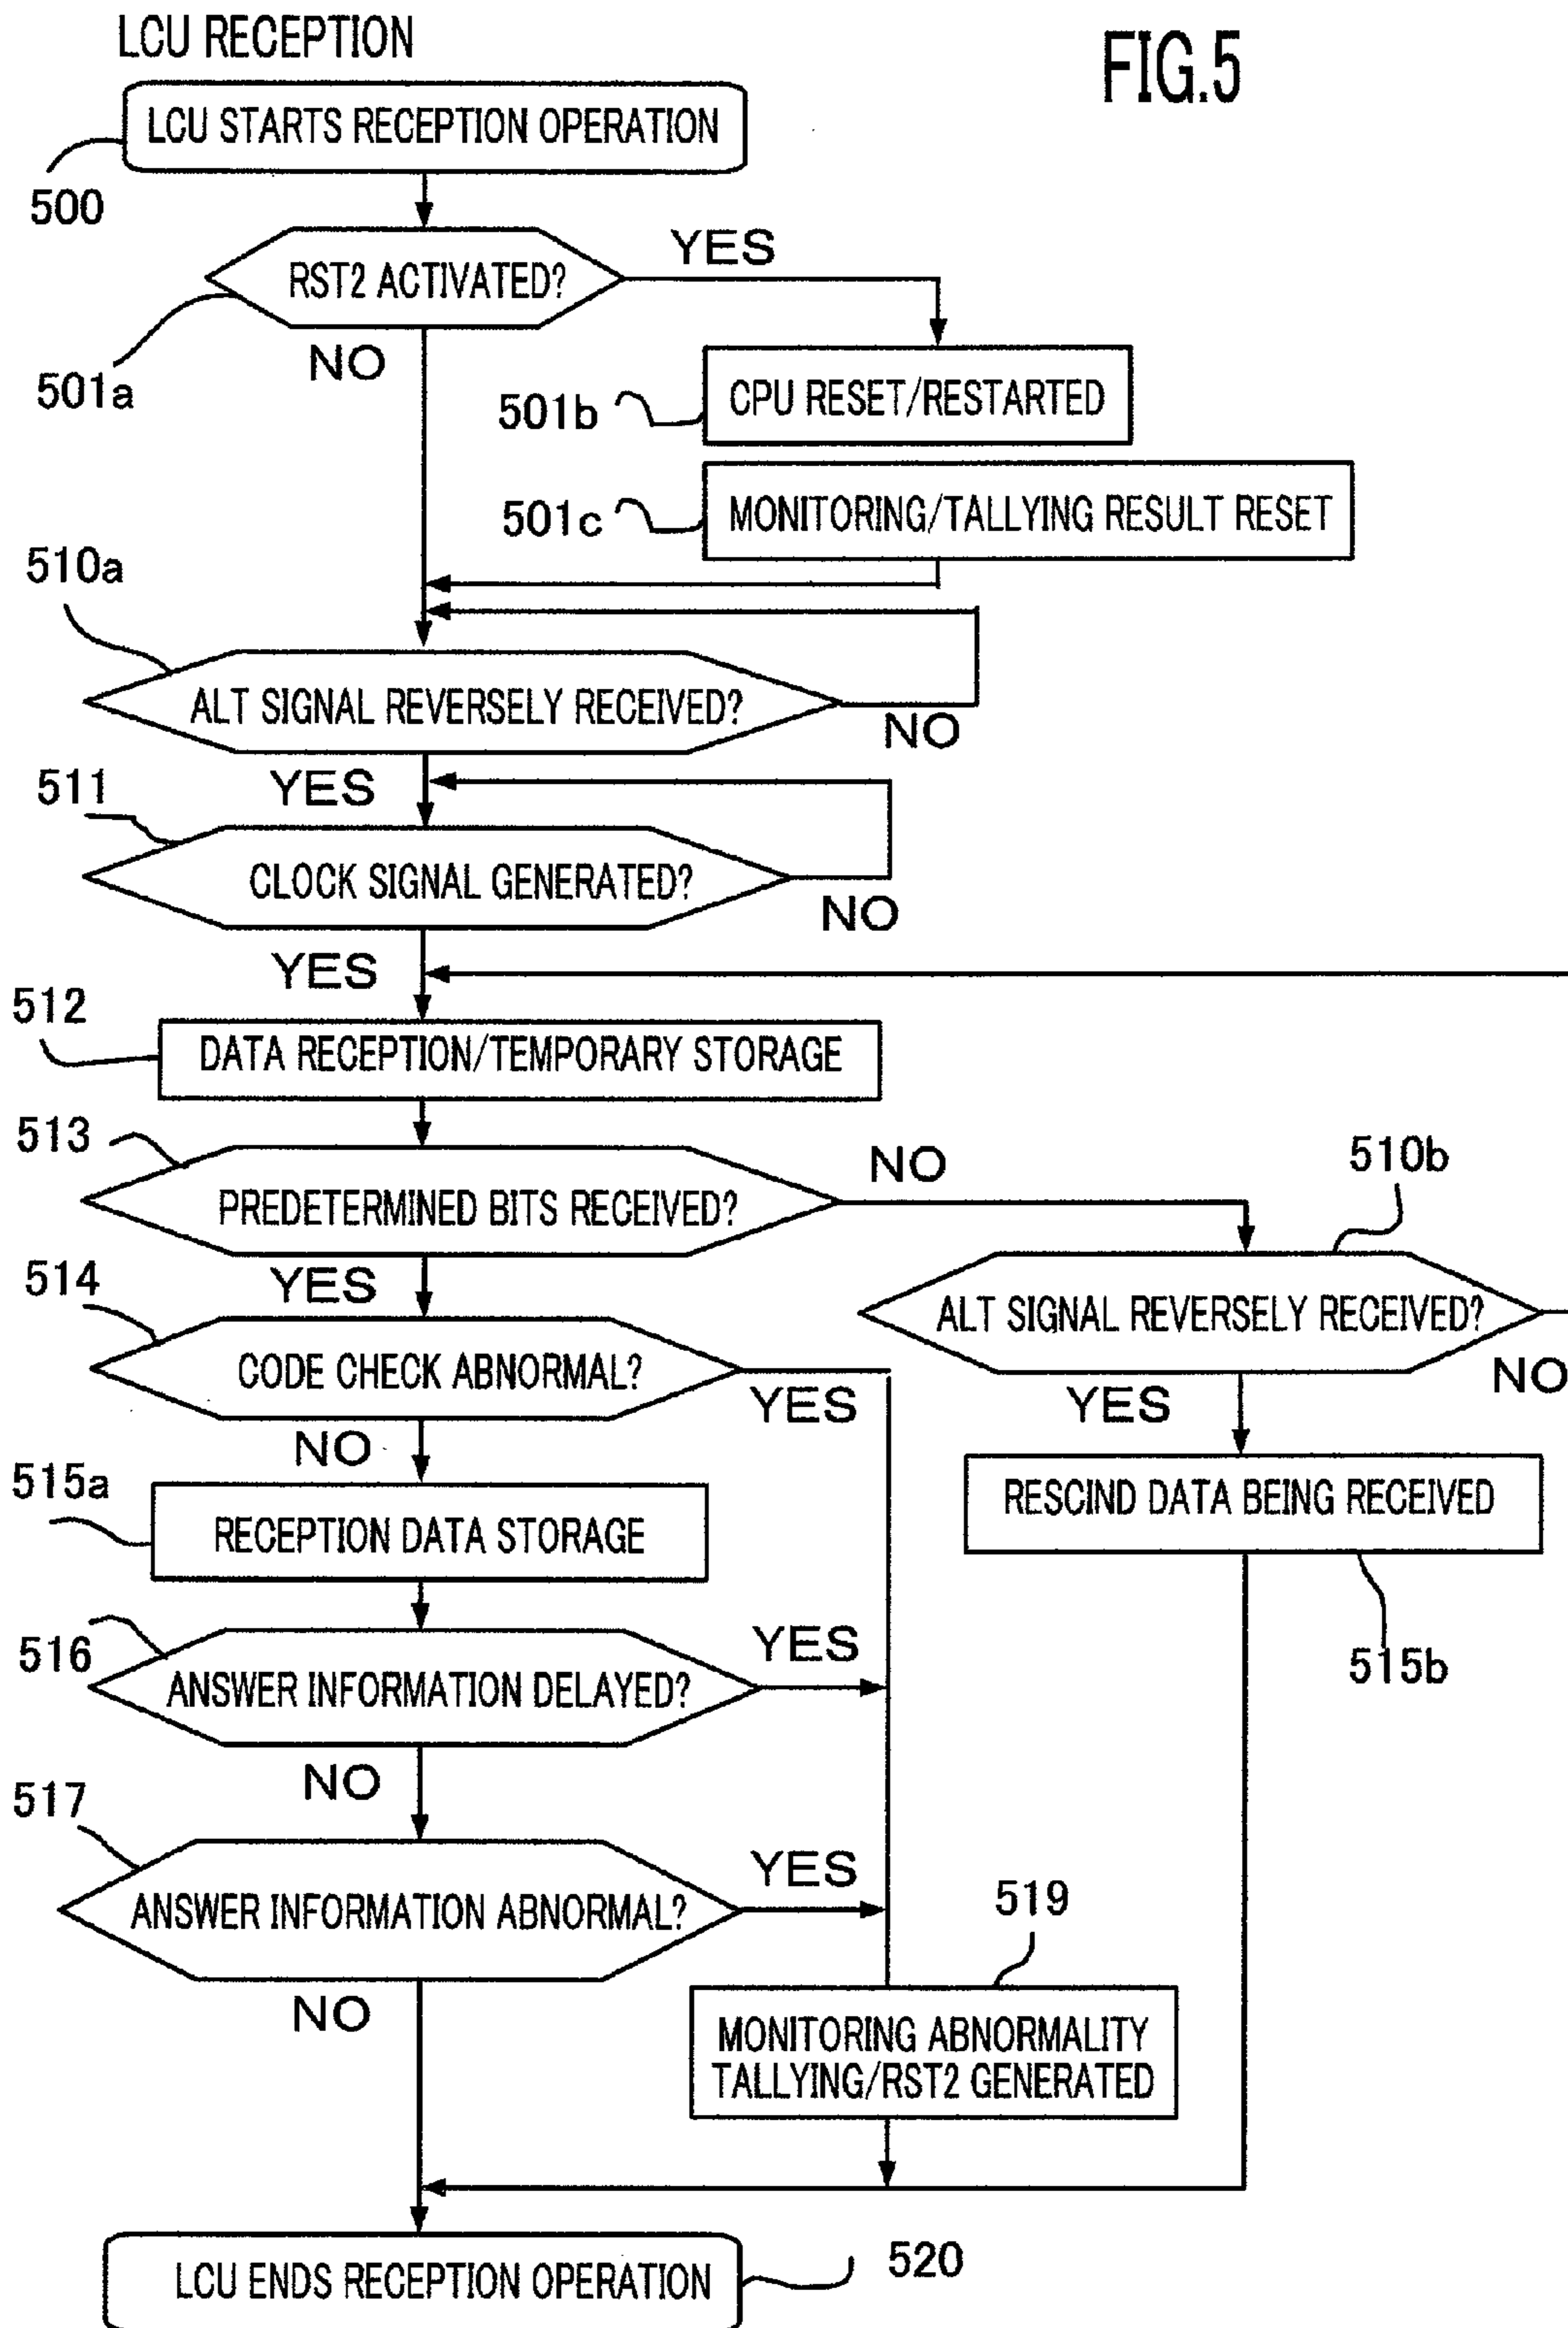 LCU RECEPTION
FIG.5
LCU STARTS RECEPTION OPERATION
500
RST2 ACTIVATED?
YES
NO
501a
501b
CPU RESET/RESTARTED
501c
MONITORING/TALLYING RESULT RESET
510a
ALT SIGNAL REVERSELY RECEIVED?
NO
YES
511
CLOCK SIGNAL GENERATED?
NO
YES
512
DATA RECEPTION/TEMPORARY STORAGE
513
PREDETERMINED BITS RECEIVED?
NO
510b
YES
ALT SIGNAL REVERSELY RECEIVED?
NO
YES
514
CODE CHECK ABNORMAL?
YES
NO
RESCIND DATA BEING RECEIVED
515b
515a
RECEPTION DATA STORAGE
516
ANSWER INFORMATION DELAYED?
YES
NO
517
ANSWER INFORMATION ABNORMAL?
YES
NO
519
MONITORING ABNORMALITY
TALLYING/RST2 GENERATED
LCU ENDS RECEPTION OPERATION
520